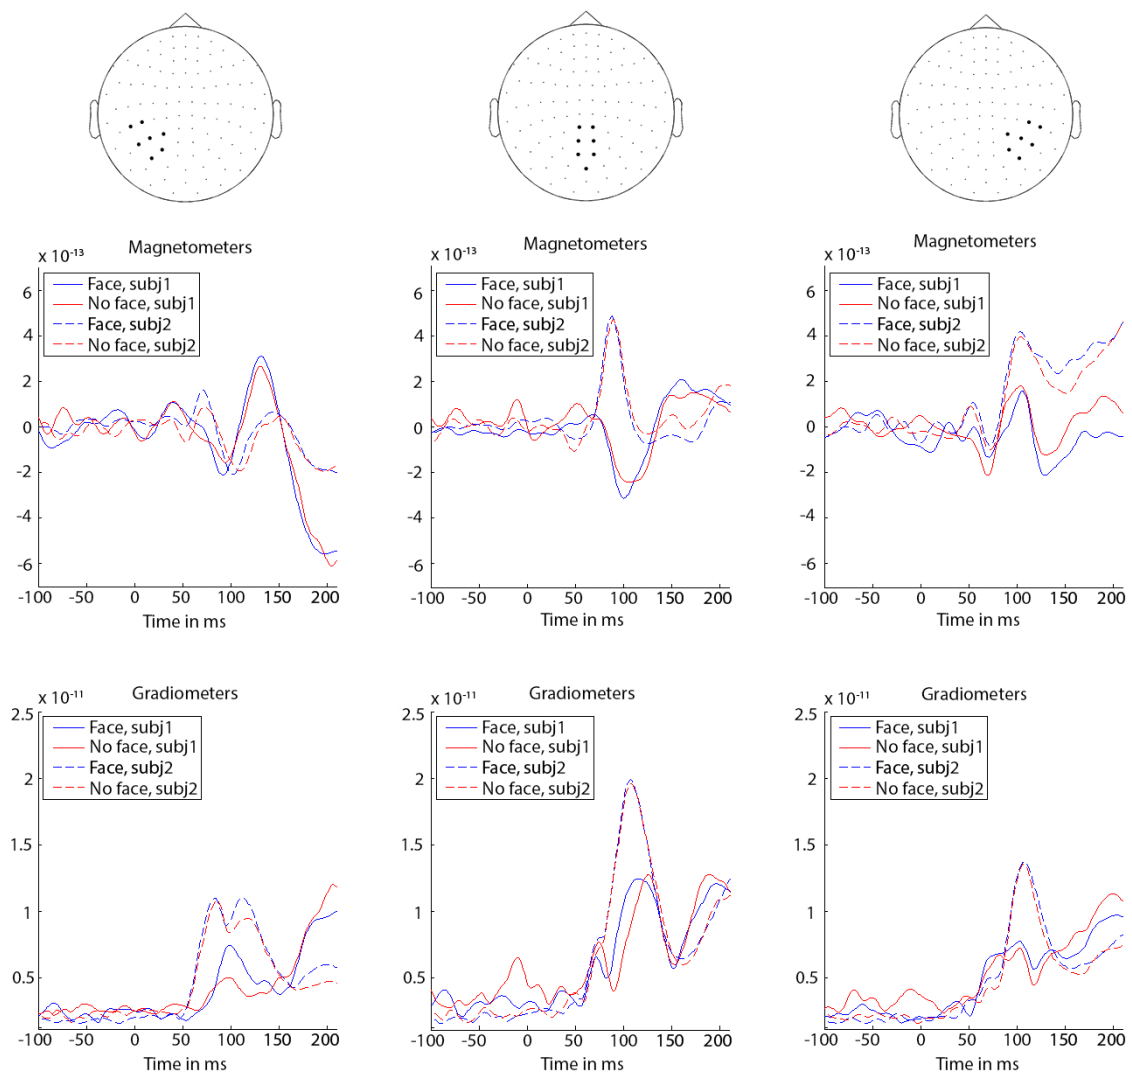 Magnetometers
x 10⁻¹³
Face, subj1
No face, subj1
Face, subj2
No face, subj2
6
4
2
0
-2
-4
-6
-100 -50 0 50 100 150 200
Time in ms
Magnetometers
x 10⁻¹³
Face, subj1
No face, subj1
Face, subj2
No face, subj2
6
4
2
0
-2
-4
-6
-100 -50 0 50 100 150 200
Time in ms
Magnetometers
x 10⁻¹³
Face, subj1
No face, subj1
Face, subj2
No face, subj2
6
4
2
0
-2
-4
-6
-100 -50 0 50 100 150 200
Time in ms
Gradiometers
x 10⁻¹¹
2.5
Face, subj1
No face, subj1
Face, subj2
No face, subj2
2
1.5
1
0.5
-100 -50 0 50 100 150 200
Time in ms
Gradiometers
x 10⁻¹¹
2.5
Face, subj1
No face, subj1
Face, subj2
No face, subj2
2
1.5
1
0.5
-100 -50 0 50 100 150 200
Time in ms
Gradiometers
x 10⁻¹¹
2.5
Face, subj1
No face, subj1
Face, subj2
No face, subj2
2
1.5
1
0.5
-100 -50 0 50 100 150 200
Time in ms